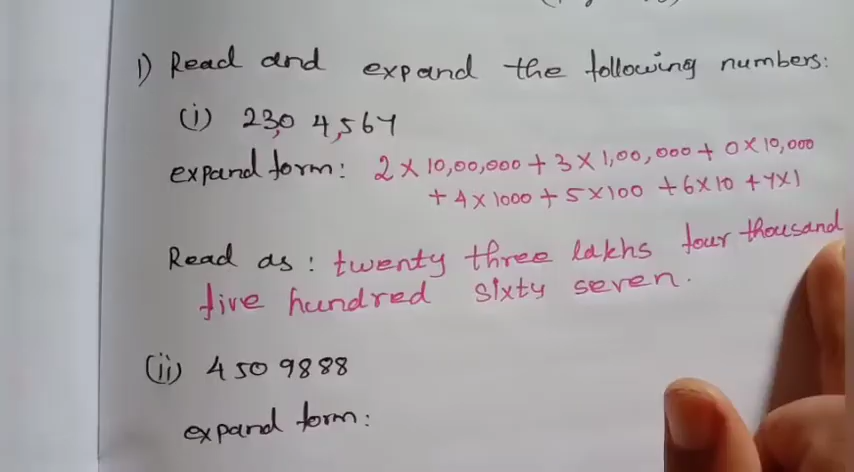 1) Read and expand the following numbers:
(i) 23,04,567
expand form: 2 × 10,00,000 + 3 × 1,00,000 + 0 × 10,000
+ 4 × 1000 + 5 × 100 + 6 × 10 + 7 × 1
Read as: twenty three lakhs four thousand
five hundred sixty seven.
(ii) 4509888
expand form: